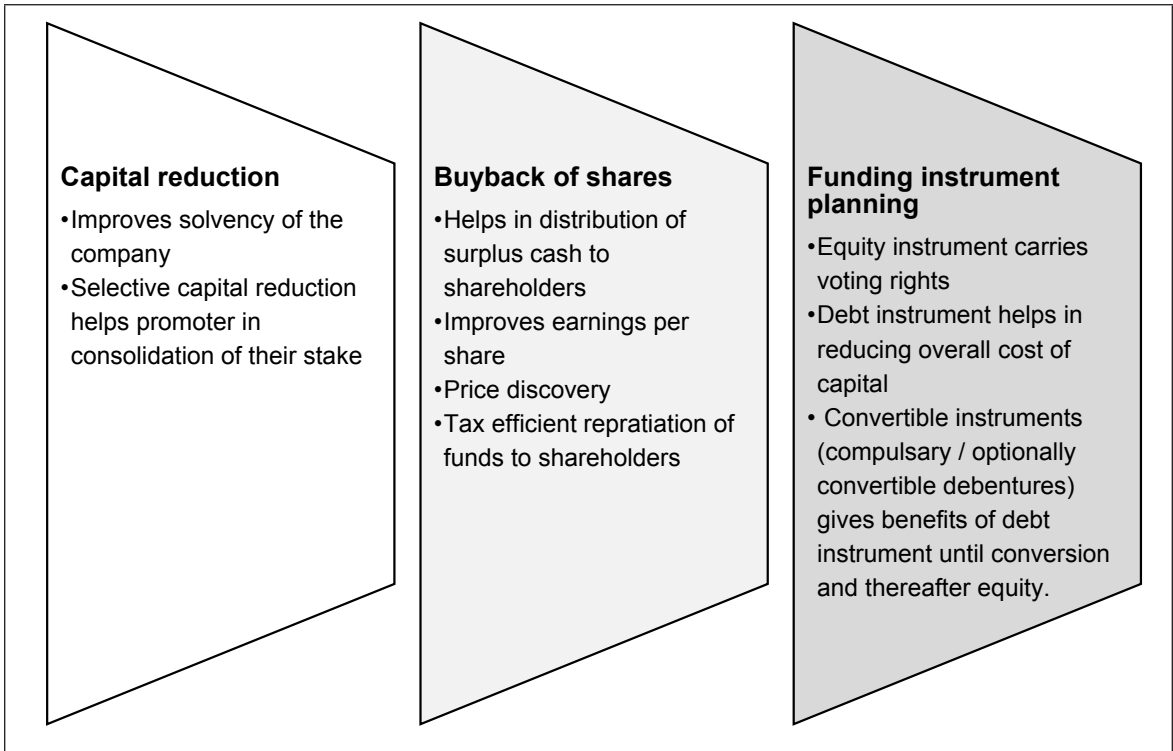 Capital reduction
•Improves solvency of the
company
•Selective capital reduction
helps promoter in
consolidation of their stake
Buyback of shares
•Helps in distribution of
surplus cash to
shareholders
•Improves earnings per
share
•Price discovery
•Tax efficient repratiation of
funds to shareholders
Funding instrument
planning
•Equity instrument carries
voting rights
•Debt instrument helps in
reducing overall cost of
capital
• Convertible instruments
(compulsary / optionally
convertible debentures)
gives benefits of debt
instrument until conversion
and thereafter equity.